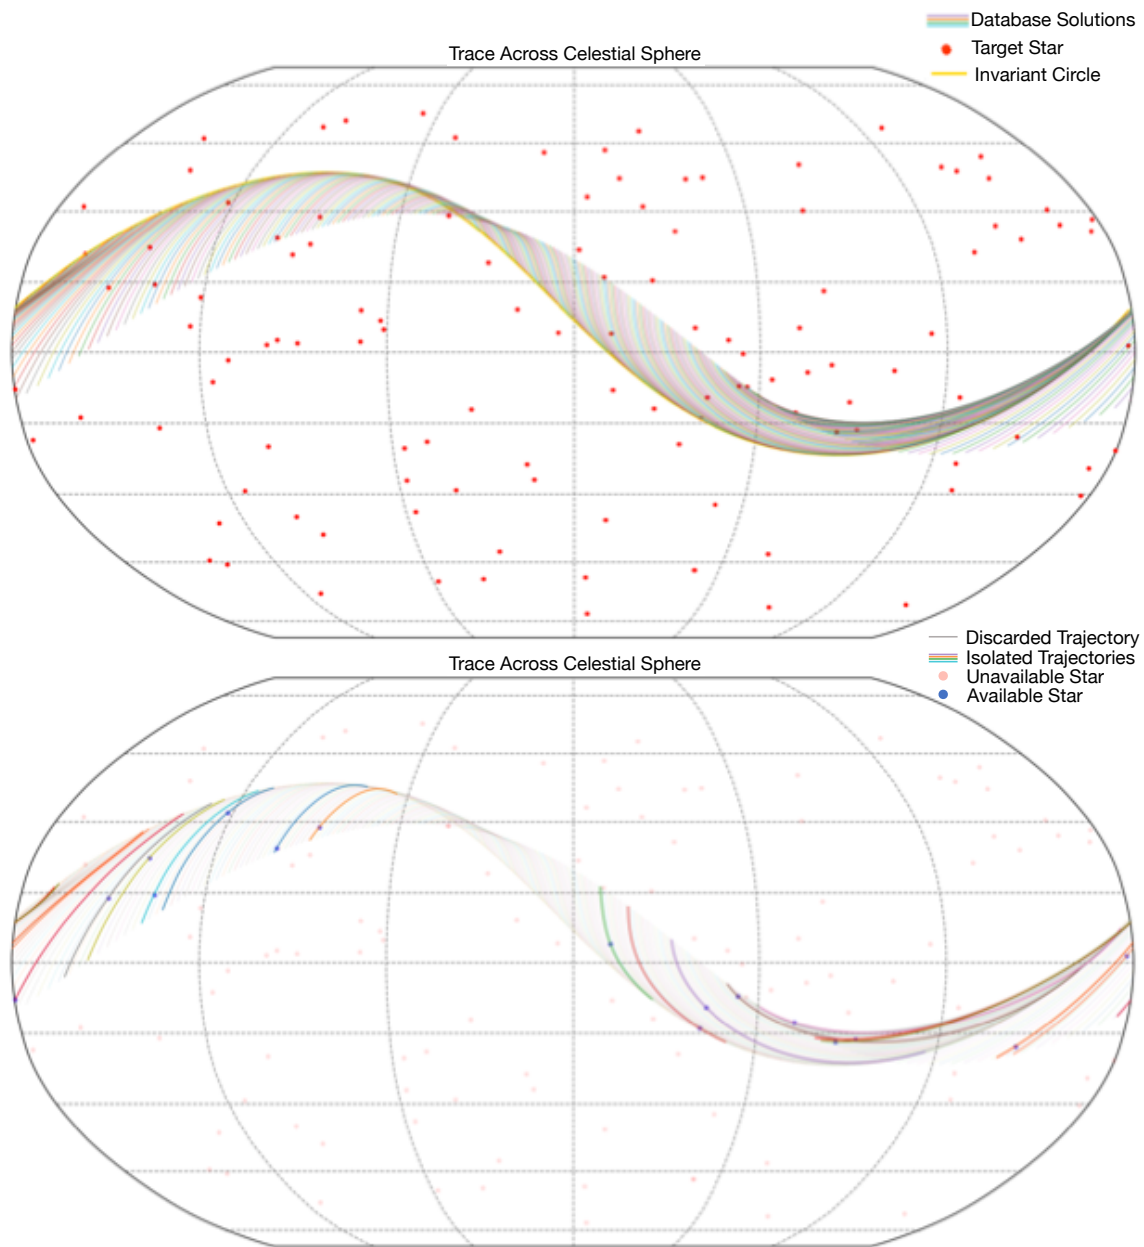 Database Solutions
Target Star
Invariant Circle
Trace Across Celestial Sphere
Discarded Trajectory
Isolated Trajectories
Unavailable Star
Available Star
Trace Across Celestial Sphere